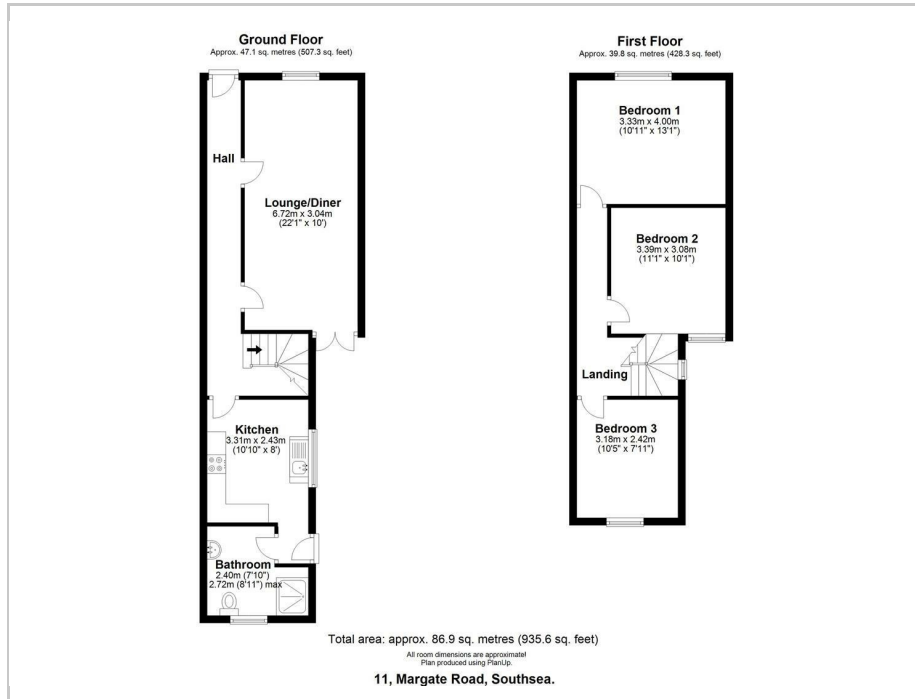 Ground Floor
Approx. 47.1 sq. metres (507.3 sq. feet)
Hall
Lounge/Diner
6.72m x 3.04m
(22'1" x 10')
Kitchen
3.31m x 2.43m
(10'10" x 8')
Bathroom
2.40m (7'10")
2.72m (8'11") max
First Floor
Approx. 39.8 sq. metres (428.3 sq. feet)
Bedroom 1
3.33m x 4.00m
(10'11" x 13'1")
Bedroom 2
3.39m x 3.08m
(11'1" x 10'1")
Landing
Bedroom 3
3.18m x 2.42m
(10'5" x 7'11")
Total area: approx. 86.9 sq. metres (935.6 sq. feet)
All room dimensions are approximate!
Plan produced using PlanUp.
11, Margate Road, Southsea.